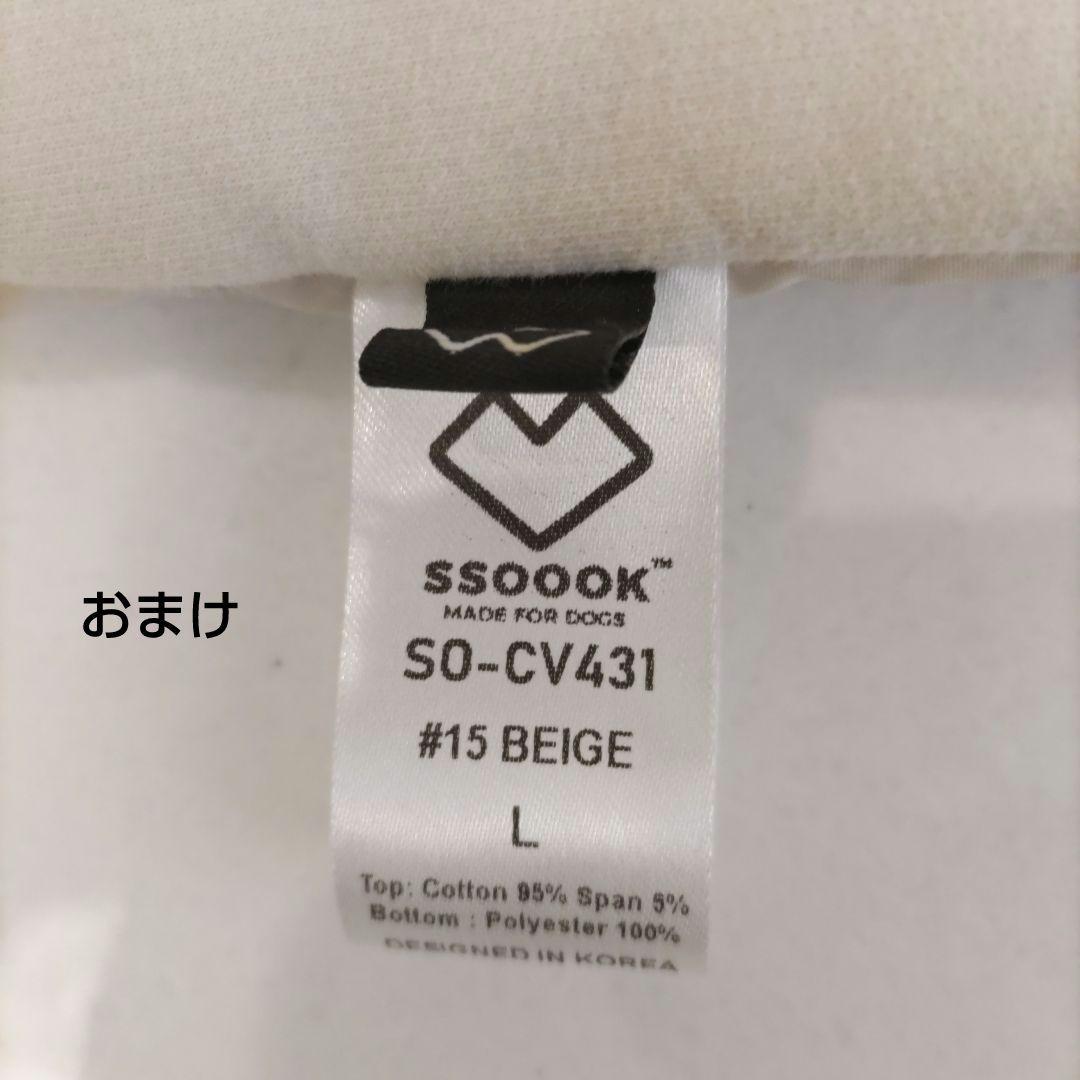 SSOOOK™
MADE FOR DOGS
おまけ
SO-CV431
#15 BEIGE
L
Top: Cotton 95% Span 5%
Bottom : Polyester 100%
DESIGNED IN KOREA